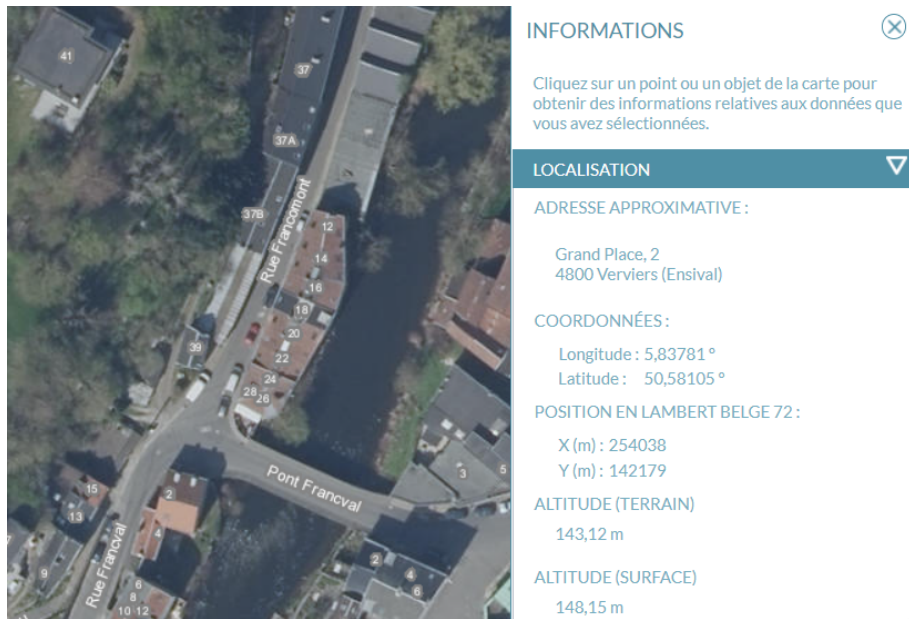 41
37
37A
37B
Rue Francomont
12
14
16
18
20
22
24
28
26
39
Pont Francval
3
5
15
13
2
4
9
Rue Francval
6
8
10 12
2
4
6
INFORMATIONS
Cliquez sur un point ou un objet de la carte pour
obtenir des informations relatives aux données que
vous avez sélectionnées.
LOCALISATION
ADRESSE APPROXIMATIVE :
Grand Place, 2
4800 Verviers (Ensival)
COORDONNÉES :
Longitude : 5,83781 °
Latitude : 50,58105 °
POSITION EN LAMBERT BELGE 72 :
X (m) : 254038
Y (m) : 142179
ALTITUDE (TERRAIN)
143,12 m
ALTITUDE (SURFACE)
148,15 m